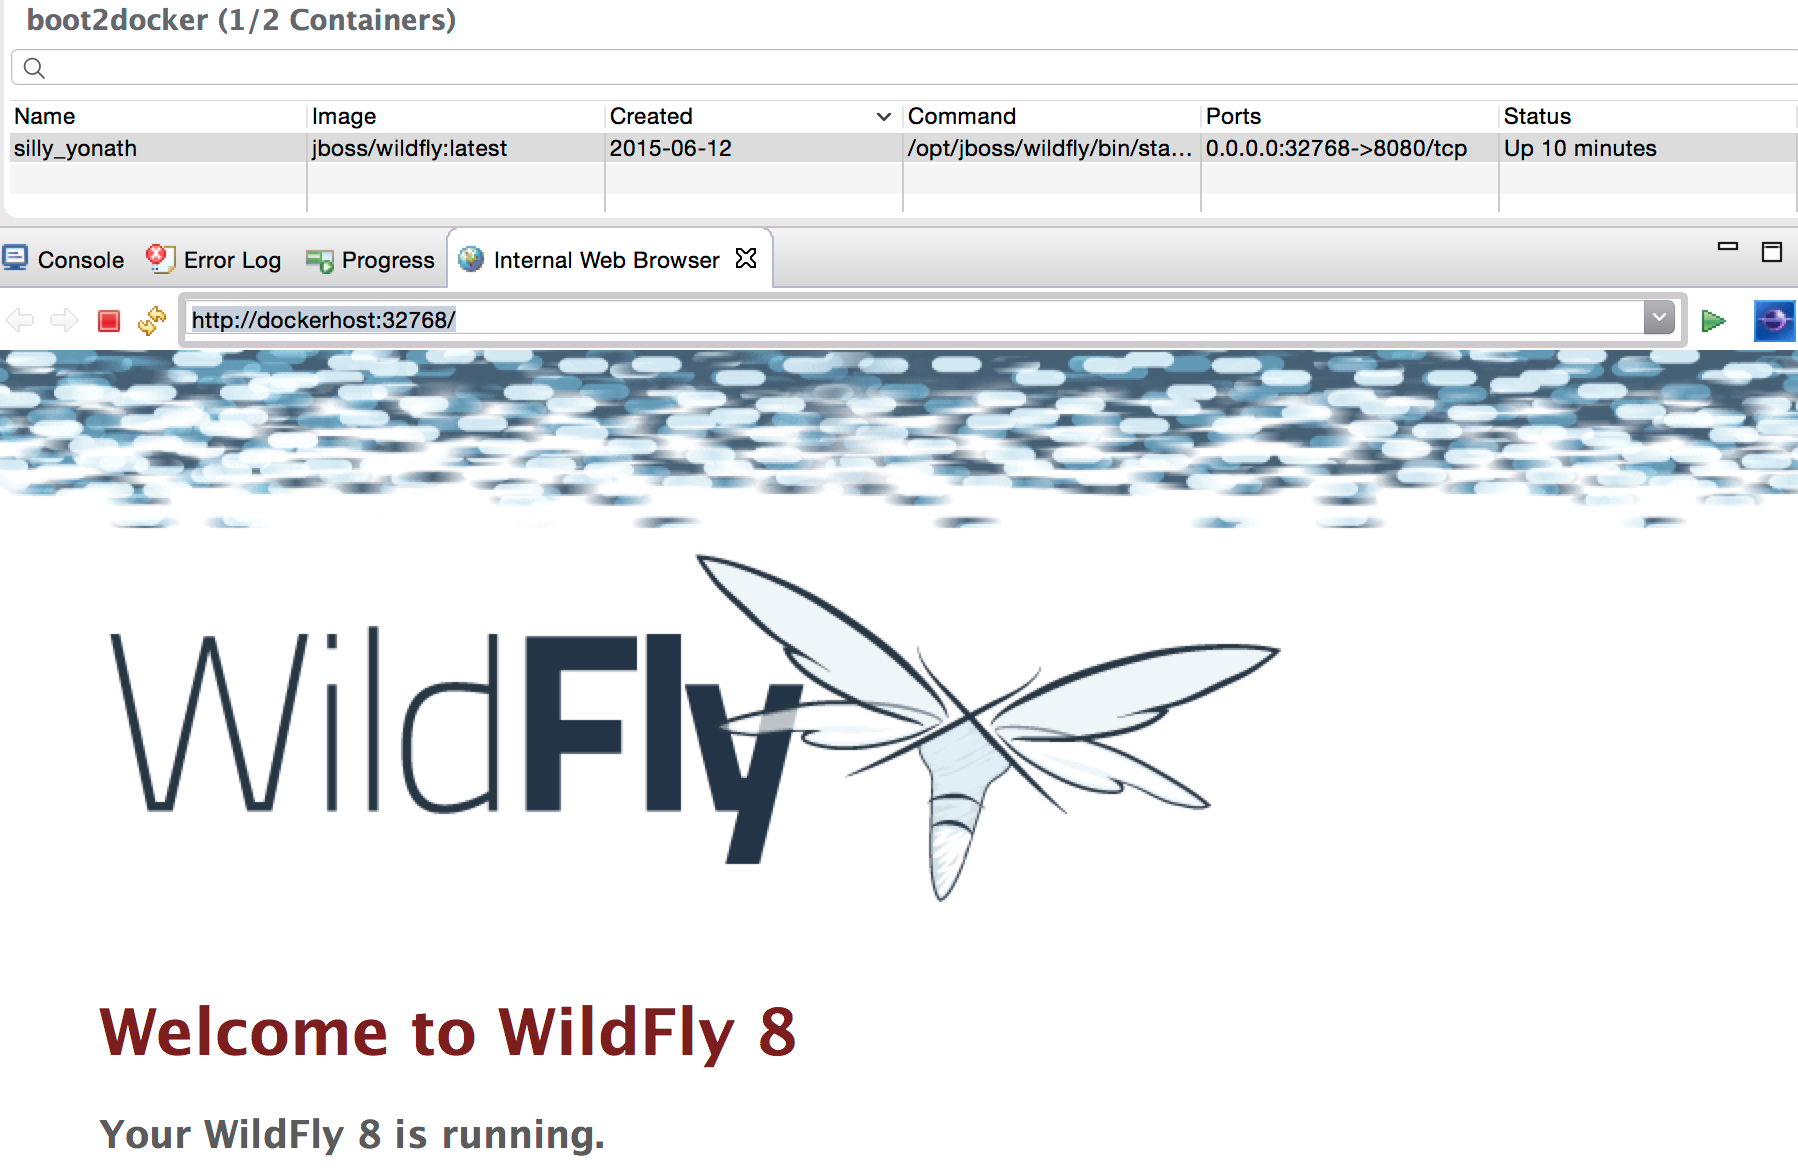 boot2docker (1/2 Containers)
Name Image Created Command Ports Status
silly_yonath jboss/wildfly:latest 2015-06-12 /opt/jboss/wildfly/bin/sta... 0.0.0.0:32768->8080/tcp Up 10 minutes
Console Error Log Progress Internal Web Browser
http://dockerhost:32768/
WildFly
Welcome to WildFly 8
Your WildFly 8 is running.